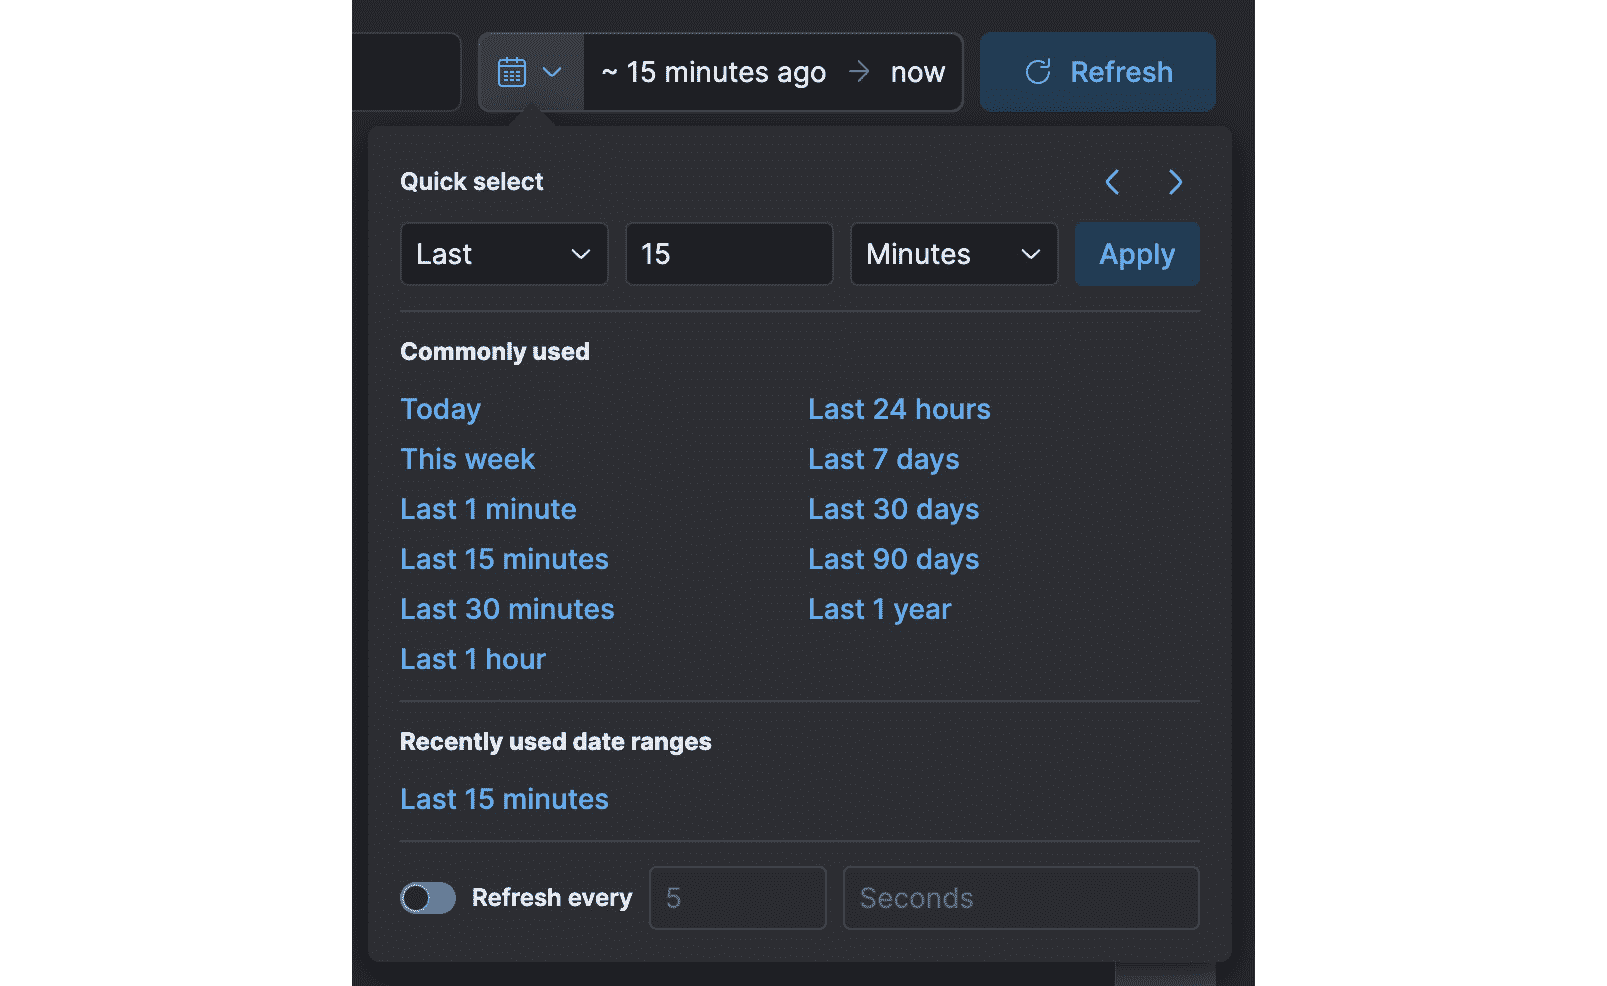 ~ 15 minutes ago → now Refresh
Quick select
Last 15 Minutes Apply
Commonly used
Today
This week
Last 1 minute
Last 15 minutes
Last 30 minutes
Last 1 hour
Last 24 hours
Last 7 days
Last 30 days
Last 90 days
Last 1 year
Recently used date ranges
Last 15 minutes
Refresh every 5 Seconds